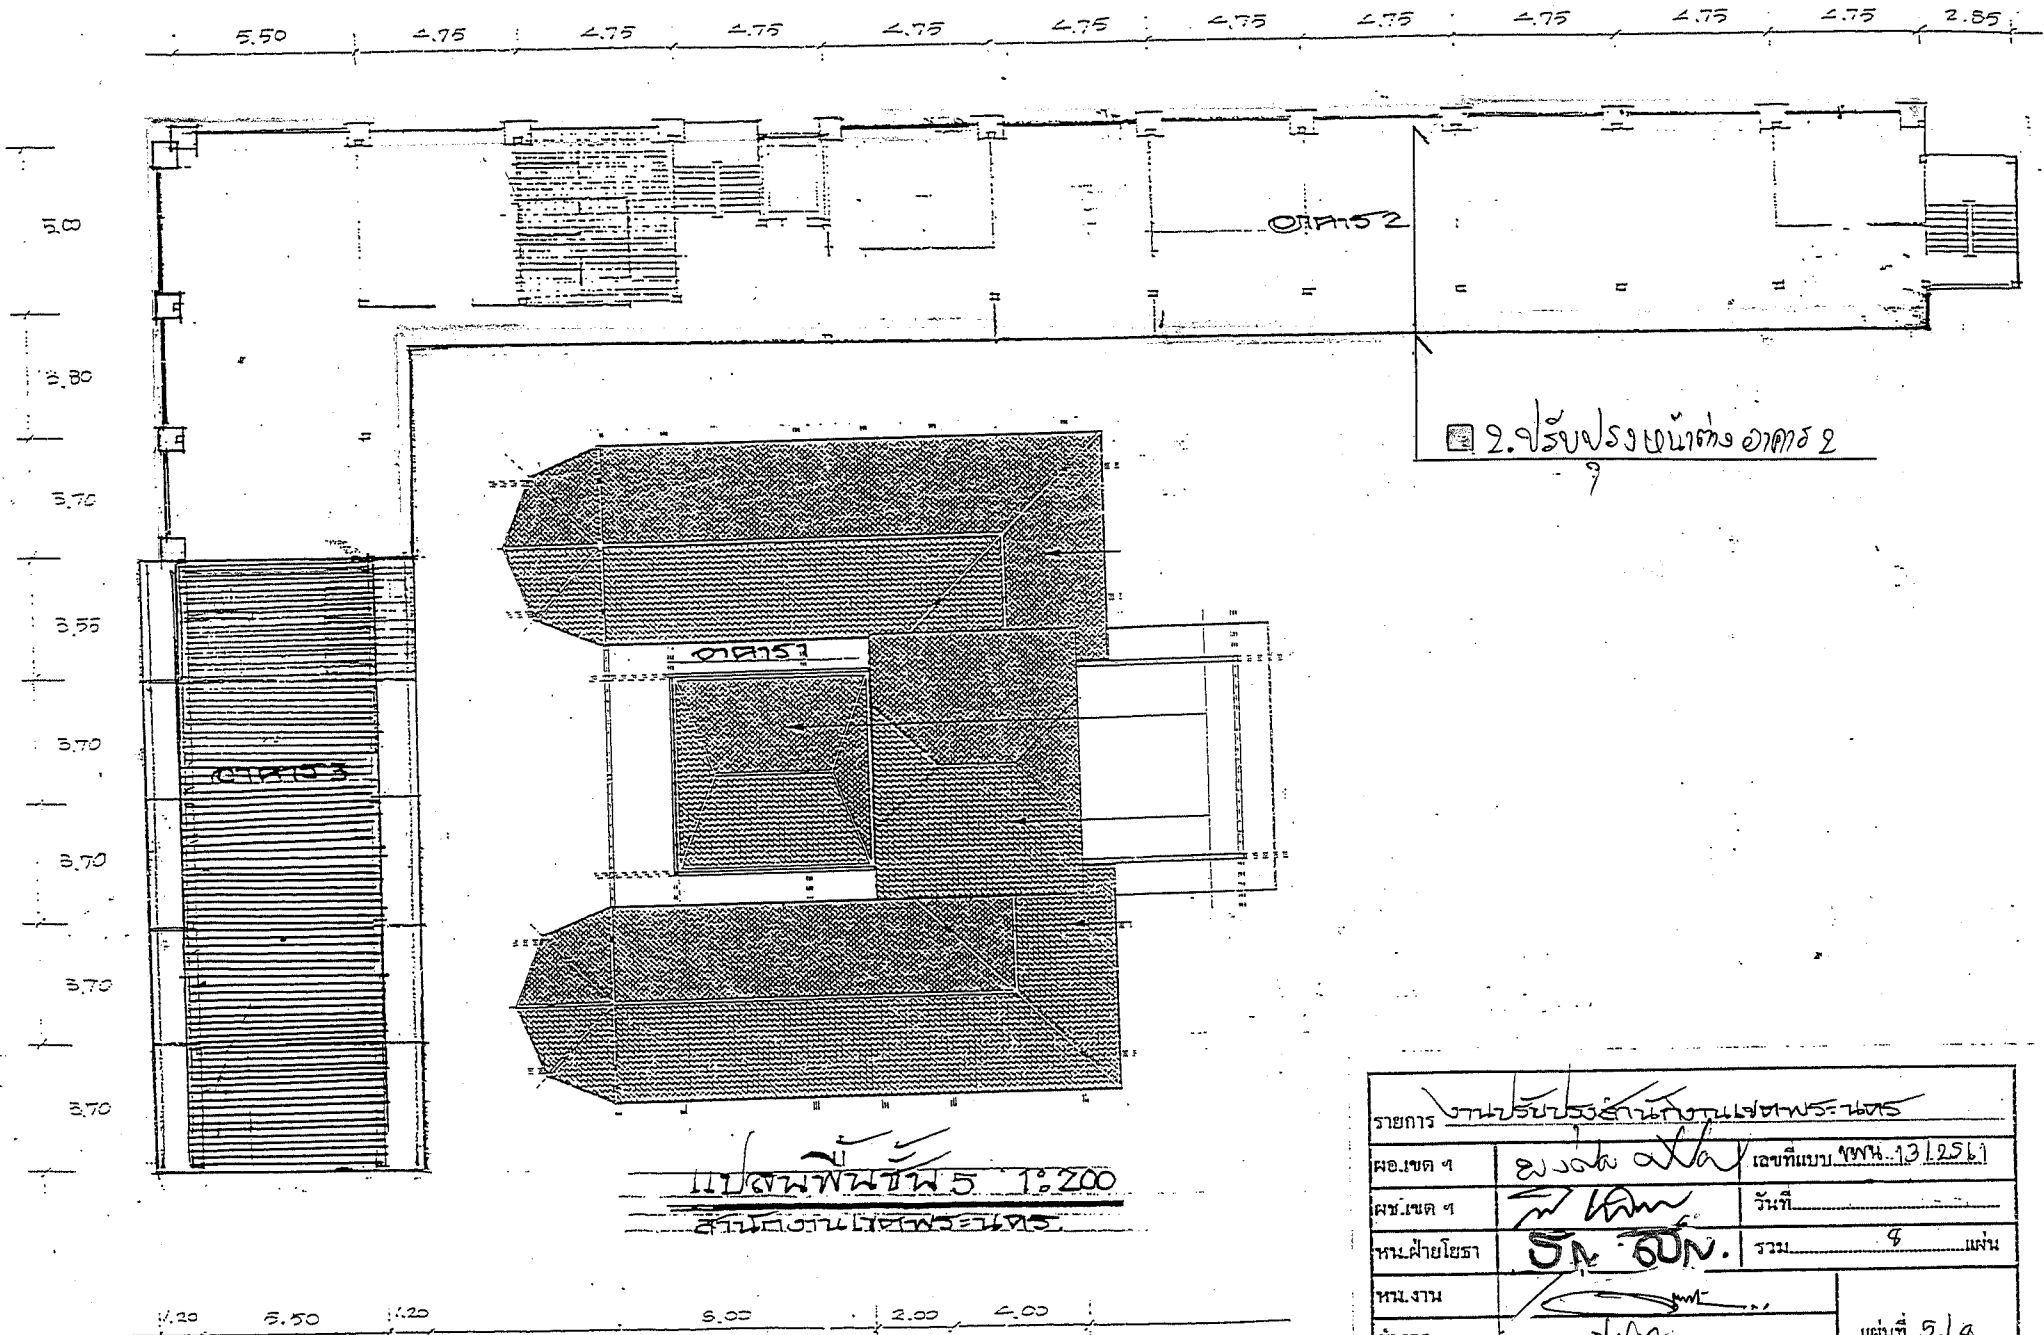 5.50 4.75 4.75 4.75 4.75 4.75 4.75 4.75 4.75 4.75 4.75 2.85
5.00
อาคาร 2
3.80
2. ปรับปรุงหน้าต่าง อาคาร 2
3.70
3.55
อาคาร 1
3.70
อาคาร 3
3.70
3.70
3.70
แปลนพื้นชั้น 5 1:200
สำนักงานเขตพระนคร
รายการ งานปรับปรุงสำนักงานเขตพระนคร
ผอ.เขต ฯ
เลขที่แบบ ขพน. 13/2561
ผช.เขต ฯ
วันที่
หน.ฝ่ายโยธา
รวม 8 แผ่น
หน.งาน
แผ่นที่ 5/8
1.20 5.50 1.20 6.00 2.00 4.00